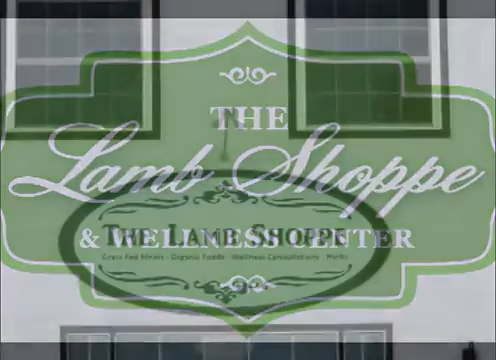 THE
Lamb Shoppe
& WELLNESS CENTER
THE LAMB SHOPPE
Grass Fed Meats · Organic Foods · Wellness Consultations · Herbs